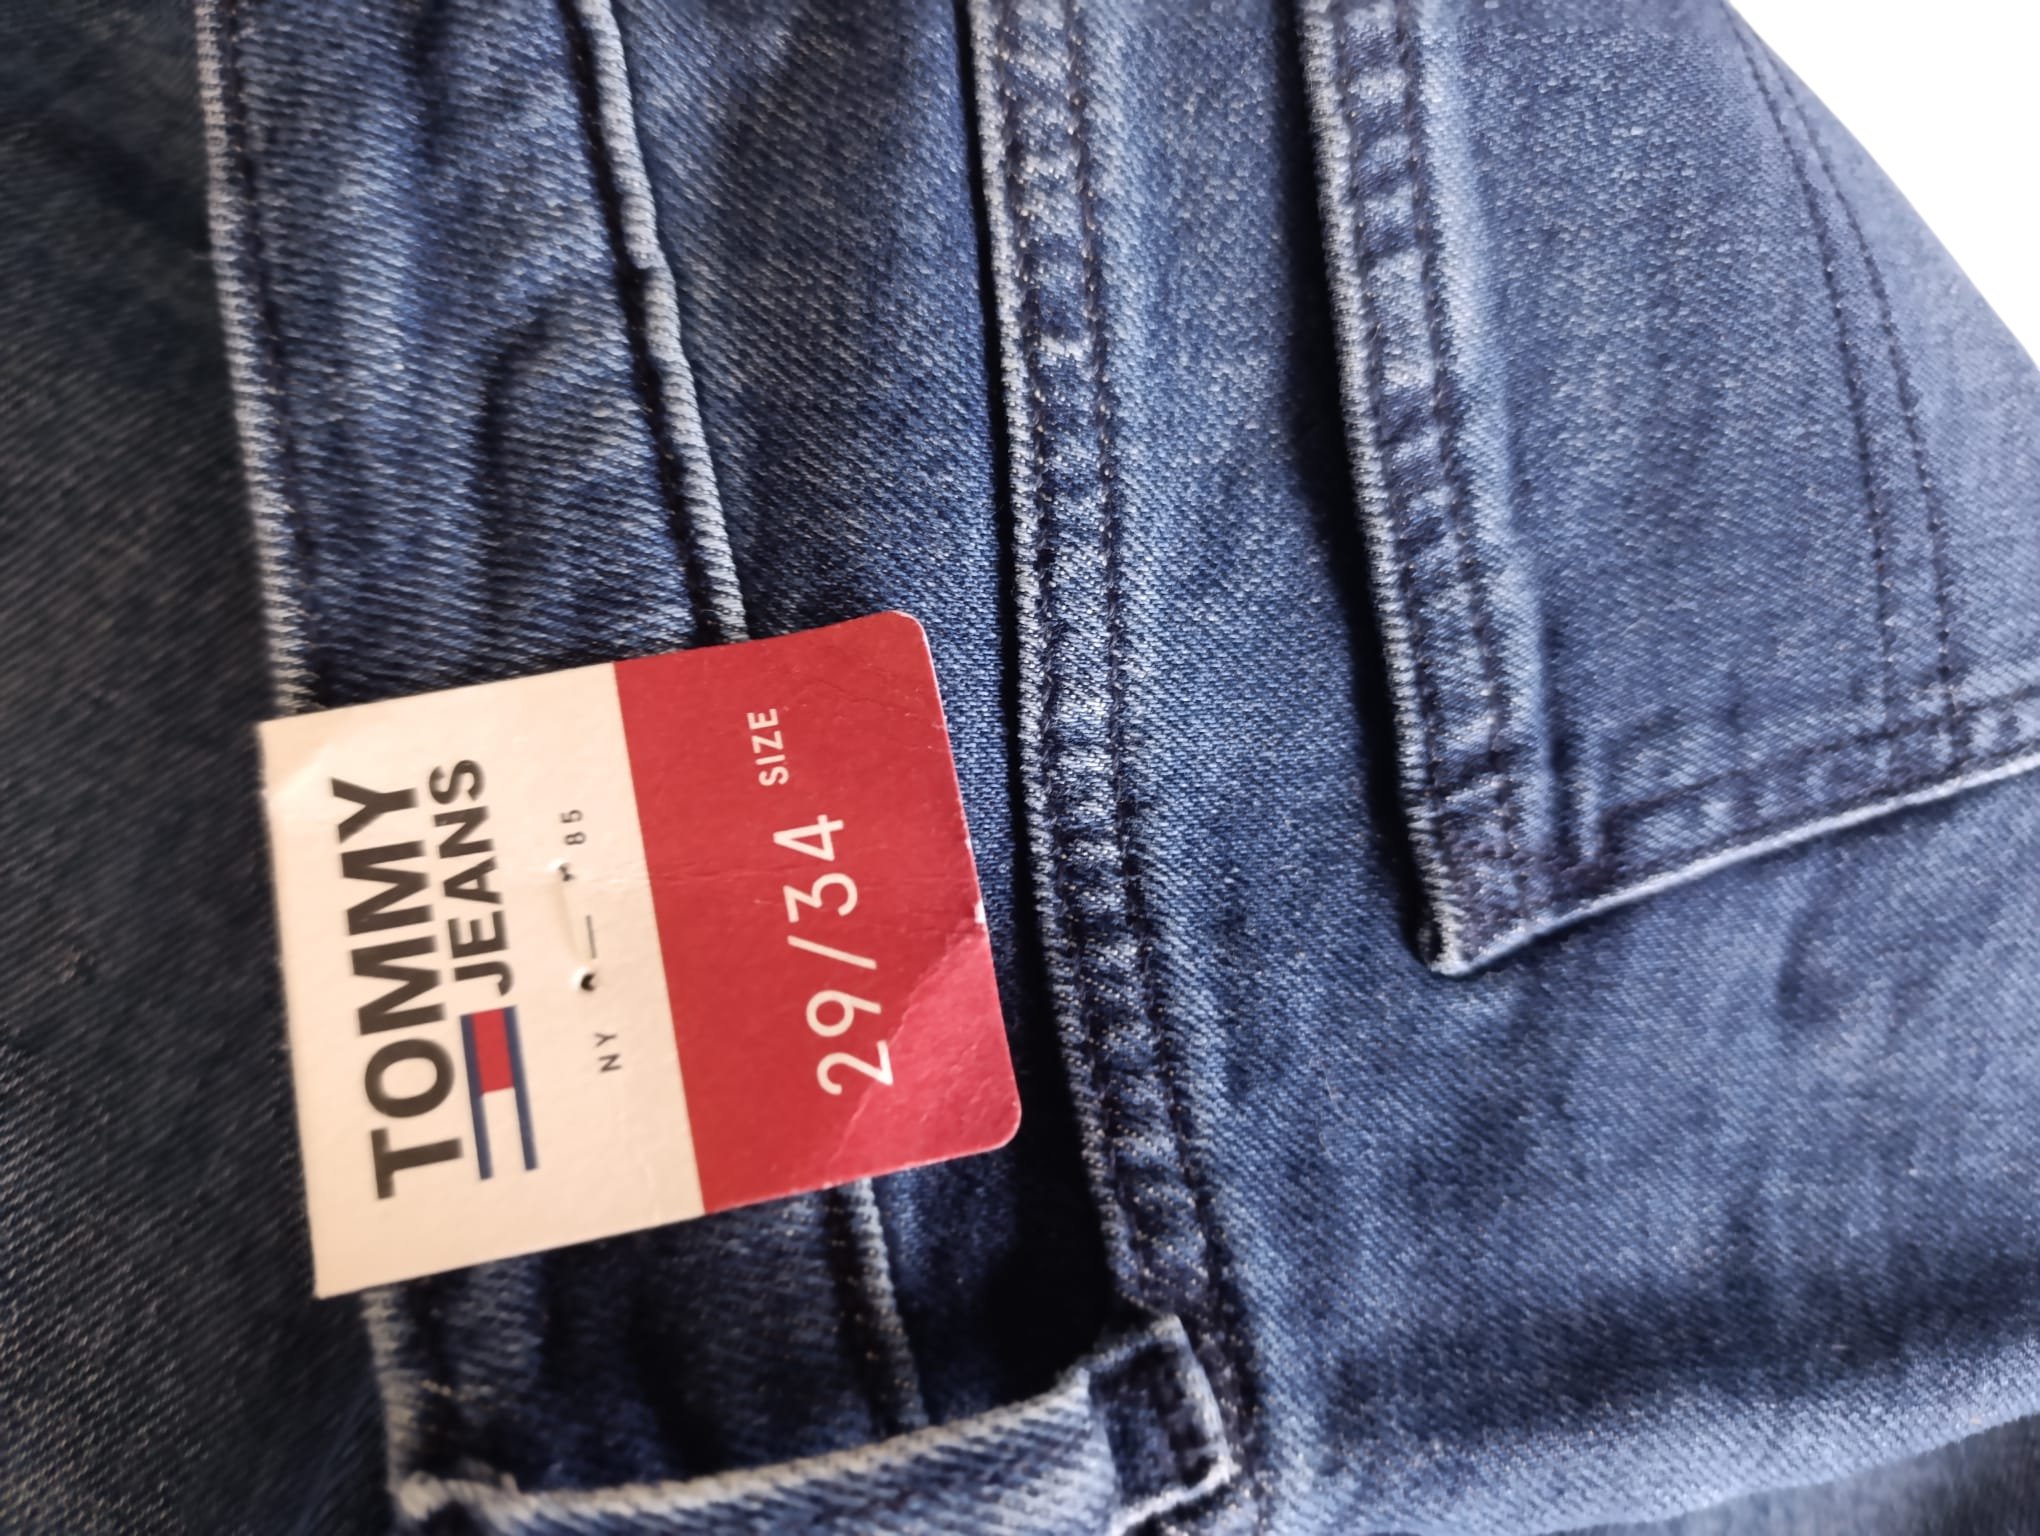 TOMMY
JEANS
NY — 85
29/34 SIZE